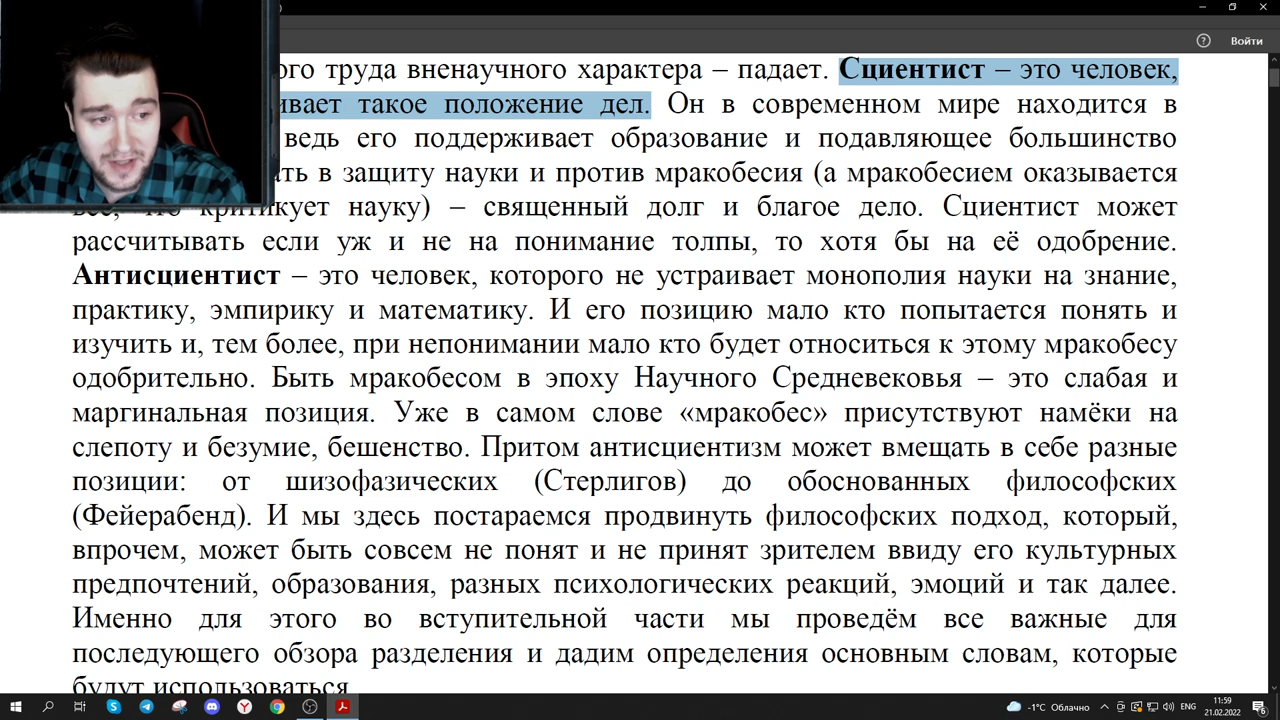 Войти
ого труда вненаучного характера – падает. Сциентист – это человек,
ивает такое положение дел. Он в современном мире находится в
ведь его поддерживает образование и подавляющее большинство
ать в защиту науки и против мракобесия (а мракобесием оказывается
всё, что критикует науку) – священный долг и благое дело. Сциентист может
рассчитывать если уж и не на понимание толпы, то хотя бы на её одобрение.
Антисциентист – это человек, которого не устраивает монополия науки на знание,
практику, эмпирику и математику. И его позицию мало кто попытается понять и
изучить и, тем более, при непонимании мало кто будет относиться к этому мракобесу
одобрительно. Быть мракобесом в эпоху Научного Средневековья – это слабая и
маргинальная позиция. Уже в самом слове «мракобес» присутствуют намёки на
слепоту и безумие, бешенство. Притом антисциентизм может вмещать в себе разные
позиции: от шизофазических (Стерлигов) до обоснованных философских
(Фейерабенд). И мы здесь постараемся продвинуть философских подход, который,
впрочем, может быть совсем не понят и не принят зрителем ввиду его культурных
предпочтений, образования, разных психологических реакций, эмоций и так далее.
Именно для этого во вступительной части мы проведём все важные для
последующего обзора разделения и дадим определения основным словам, которые
будут использоваться
-1°C Облачно ENG 11:59
21.02.2022 6